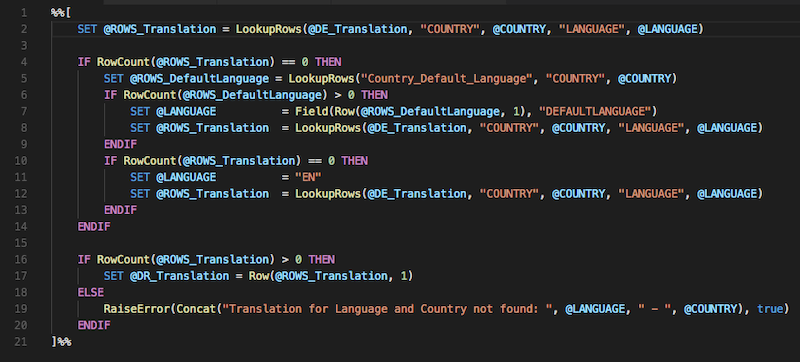 1 %%[
2 SET @ROWS_Translation = LookupRows(@DE_Translation, "COUNTRY", @COUNTRY, "LANGUAGE", @LANGUAGE)
3
4 IF RowCount(@ROWS_Translation) == 0 THEN
5 SET @ROWS_DefaultLanguage = LookupRows("Country_Default_Language", "COUNTRY", @COUNTRY)
6 IF RowCount(@ROWS_DefaultLanguage) > 0 THEN
7 SET @LANGUAGE = Field(Row(@ROWS_DefaultLanguage, 1), "DEFAULTLANGUAGE")
8 SET @ROWS_Translation = LookupRows(@DE_Translation, "COUNTRY", @COUNTRY, "LANGUAGE", @LANGUAGE)
9 ENDIF
10 IF RowCount(@ROWS_Translation) == 0 THEN
11 SET @LANGUAGE = "EN"
12 SET @ROWS_Translation = LookupRows(@DE_Translation, "COUNTRY", @COUNTRY, "LANGUAGE", @LANGUAGE)
13 ENDIF
14 ENDIF
15
16 IF RowCount(@ROWS_Translation) > 0 THEN
17 SET @DR_Translation = Row(@ROWS_Translation, 1)
18 ELSE
19 RaiseError(Concat("Translation for Language and Country not found: ", @LANGUAGE, " - ", @COUNTRY), true)
20 ENDIF
21 ]%%